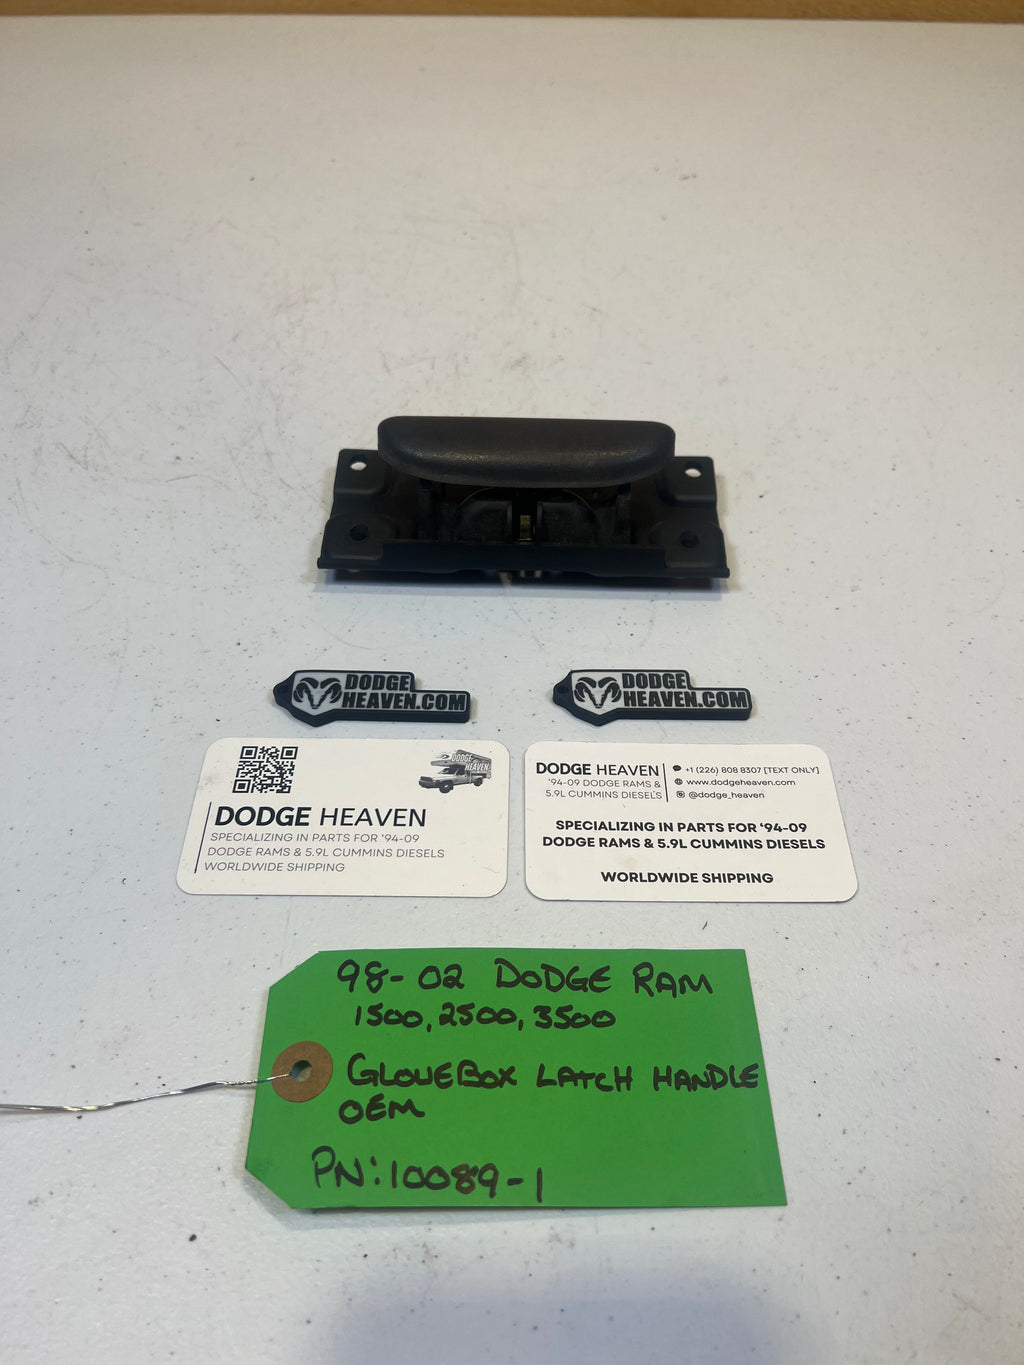 DODGE
HEAVEN.COM
DODGE
HEAVEN.COM
DODGE
HEAVEN
DODGE HEAVEN
SPECIALIZING IN PARTS FOR '94-09
DODGE RAMS & 5.9L CUMMINS DIESELS
WORLDWIDE SHIPPING
DODGE HEAVEN
'94-09 DODGE RAMS &
5.9L CUMMINS DIESELS
+1 (226) 808 8307 [TEXT ONLY]
www.dodgeheaven.com
@dodge_heaven
SPECIALIZING IN PARTS FOR '94-09
DODGE RAMS & 5.9L CUMMINS DIESELS
WORLDWIDE SHIPPING
98-02 DODGE RAM
1500, 2500, 3500
GLOVEBOX LATCH HANDLE
OEM
PN: 10089-1